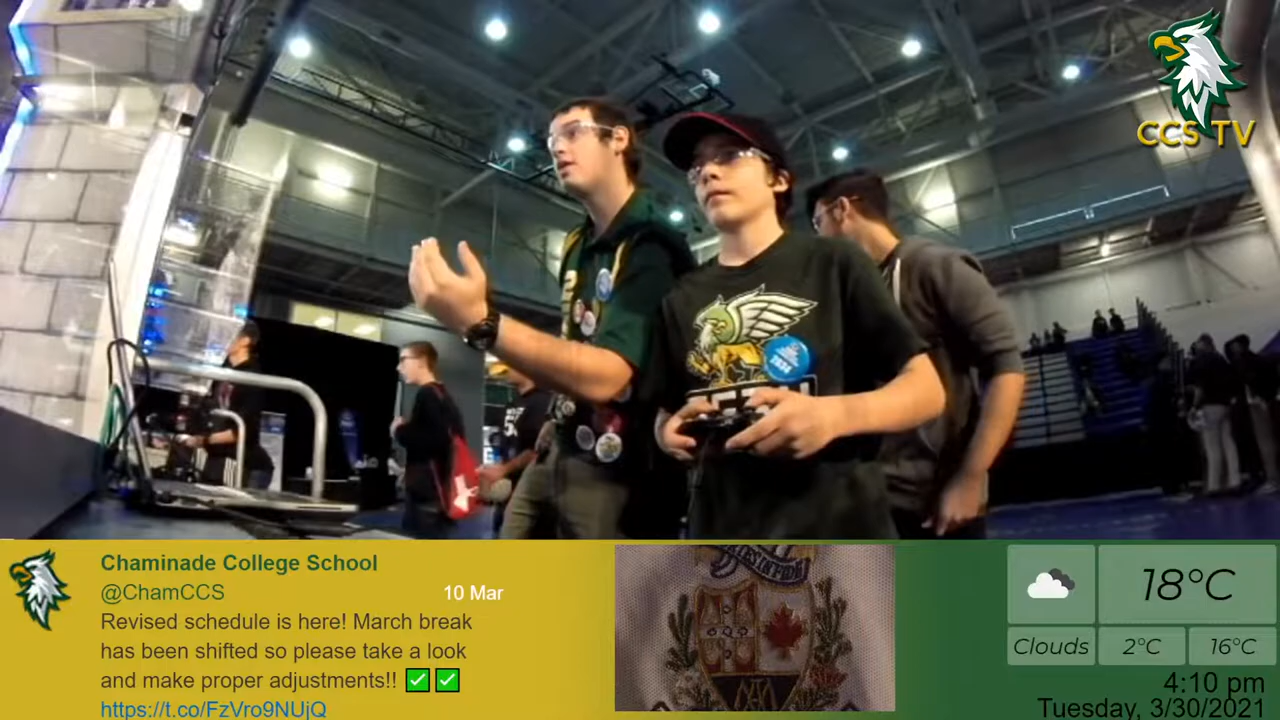 CCS TV
Chaminade College School
@ChamCCS
10 Mar
Revised schedule is here! March break
has been shifted so please take a look
and make proper adjustments!! ✅✅
https://t.co/FzVro9NUjQ
18°C
Clouds
2°C
16°C
4:10 pm
Tuesday, 3/30/2021